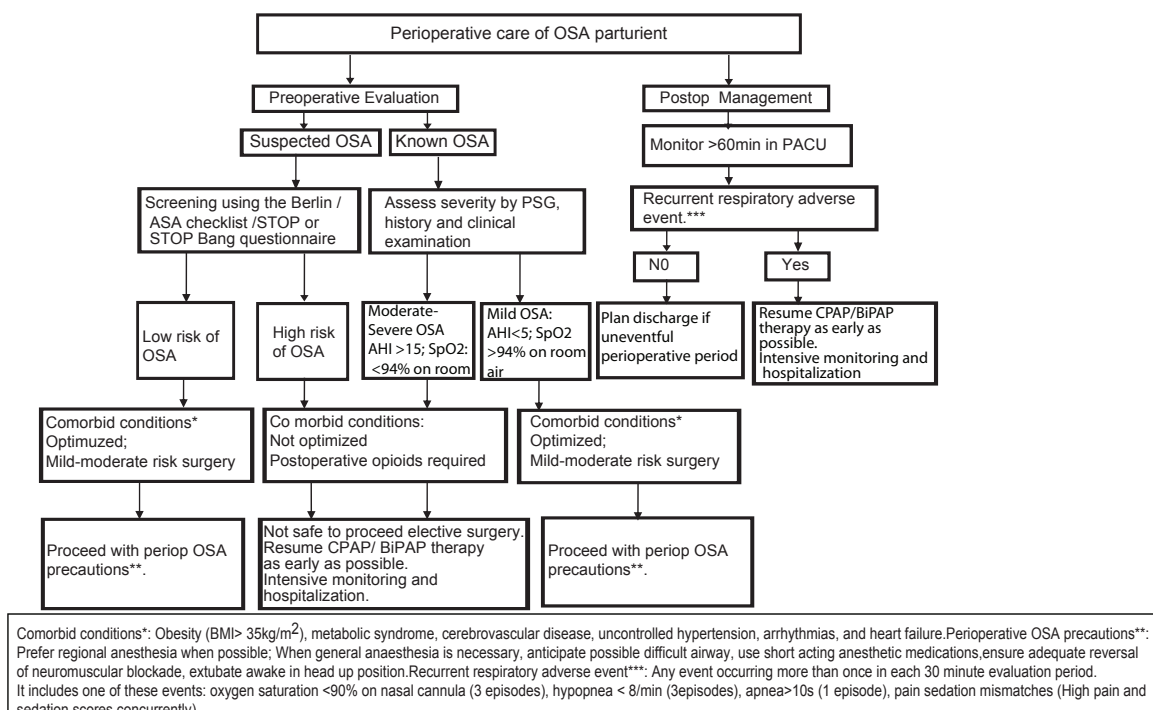 Perioperative care of OSA parturient
Preoperative Evaluation
Postop Management
Suspected OSA
Known OSA
Monitor >60min in PACU
Screening using the Berlin /
ASA checklist /STOP or
STOP Bang questionnaire
Assess severity by PSG,
history and clinical
examination
Recurrent respiratory adverse
event.***
N0
Yes
Low risk of
OSA
High risk
of OSA
Moderate-
Severe OSA
AHI >15; SpO2:
<94% on room
Mild OSA:
AHI<5; SpO2
>94% on room
air
Plan discharge if
uneventful
perioperative period
Resume CPAP/BiPAP
therapy as early as
possible.
Intensive monitoring and
hospitalization
Comorbid conditions*
Optimuzed;
Mild-moderate risk surgery
Co morbid conditions:
Not optimized
Postoperative opioids required
Comorbid conditions*
Optimized;
Mild-moderate risk surgery
Proceed with periop OSA
precautions**.
Not safe to proceed elective surgery.
Resume CPAP/ BiPAP therapy
as early as possible.
Intensive monitoring and
hospitalization.
Proceed with periop OSA
precautions**.
Comorbid conditions*: Obesity (BMI> 35kg/m2), metabolic syndrome, cerebrovascular disease, uncontrolled hypertension, arrhythmias, and heart failure.Perioperative OSA precautions**:
Prefer regional anesthesia when possible; When general anaesthesia is necessary, anticipate possible difficult airway, use short acting anesthetic medications,ensure adequate reversal
of neuromuscular blockade, extubate awake in head up position.Recurrent respiratory adverse event***: Any event occurring more than once in each 30 minute evaluation period.
It includes one of these events: oxygen saturation <90% on nasal cannula (3 episodes), hypopnea < 8/min (3episodes), apnea>10s (1 episode), pain sedation mismatches (High pain and
sedation scores concurrently)